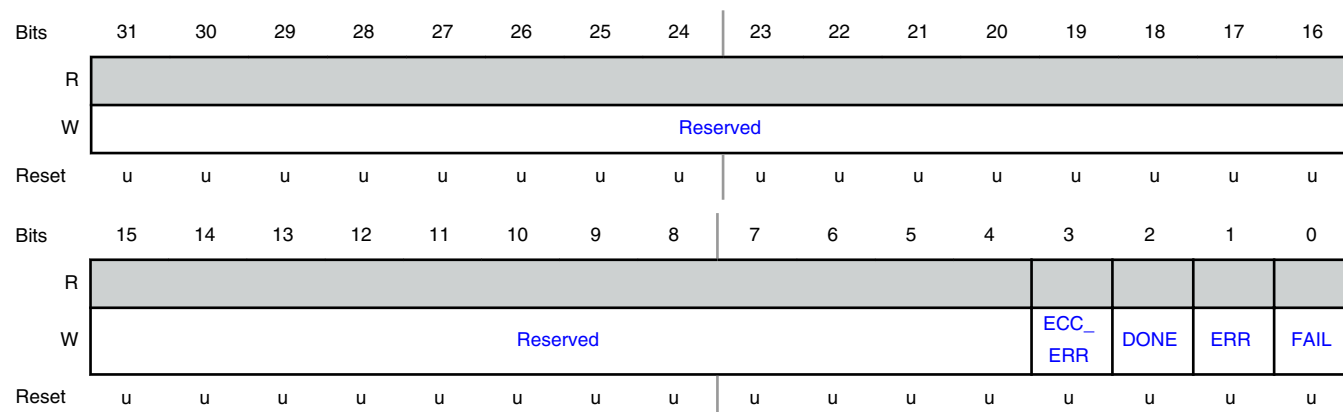 Bits 31 30 29 28 27 26 25 24 23 22 21 20 19 18 17 16
R
W Reserved
Reset u u u u u u u u u u u u u u u u
Bits 15 14 13 12 11 10 9 8 7 6 5 4 3 2 1 0
R
W Reserved ECC_ERR DONE ERR FAIL
Reset u u u u u u u u u u u u u u u u